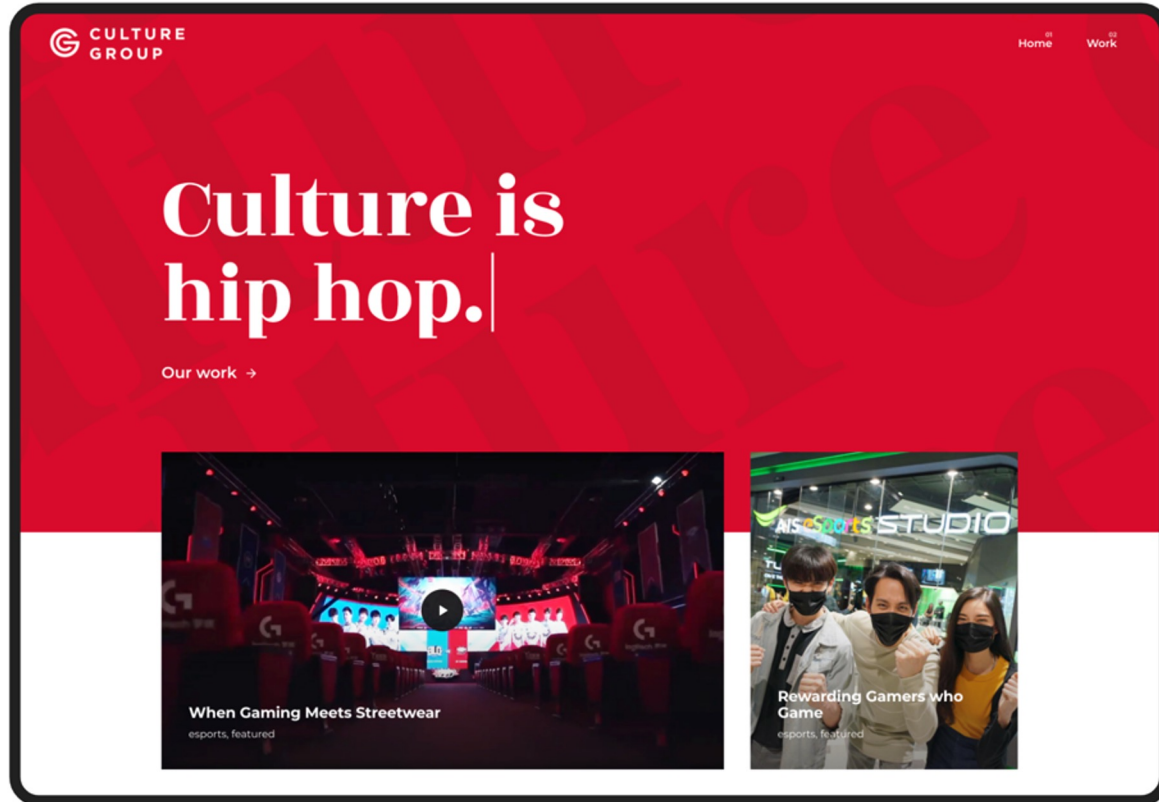 CULTURE
GROUP
01
Home
02
Work
Culture is
hip hop.
Our work →
AIS eSports STUDIO
When Gaming Meets Streetwear
esports, featured
Rewarding Gamers who
Game
esports, featured